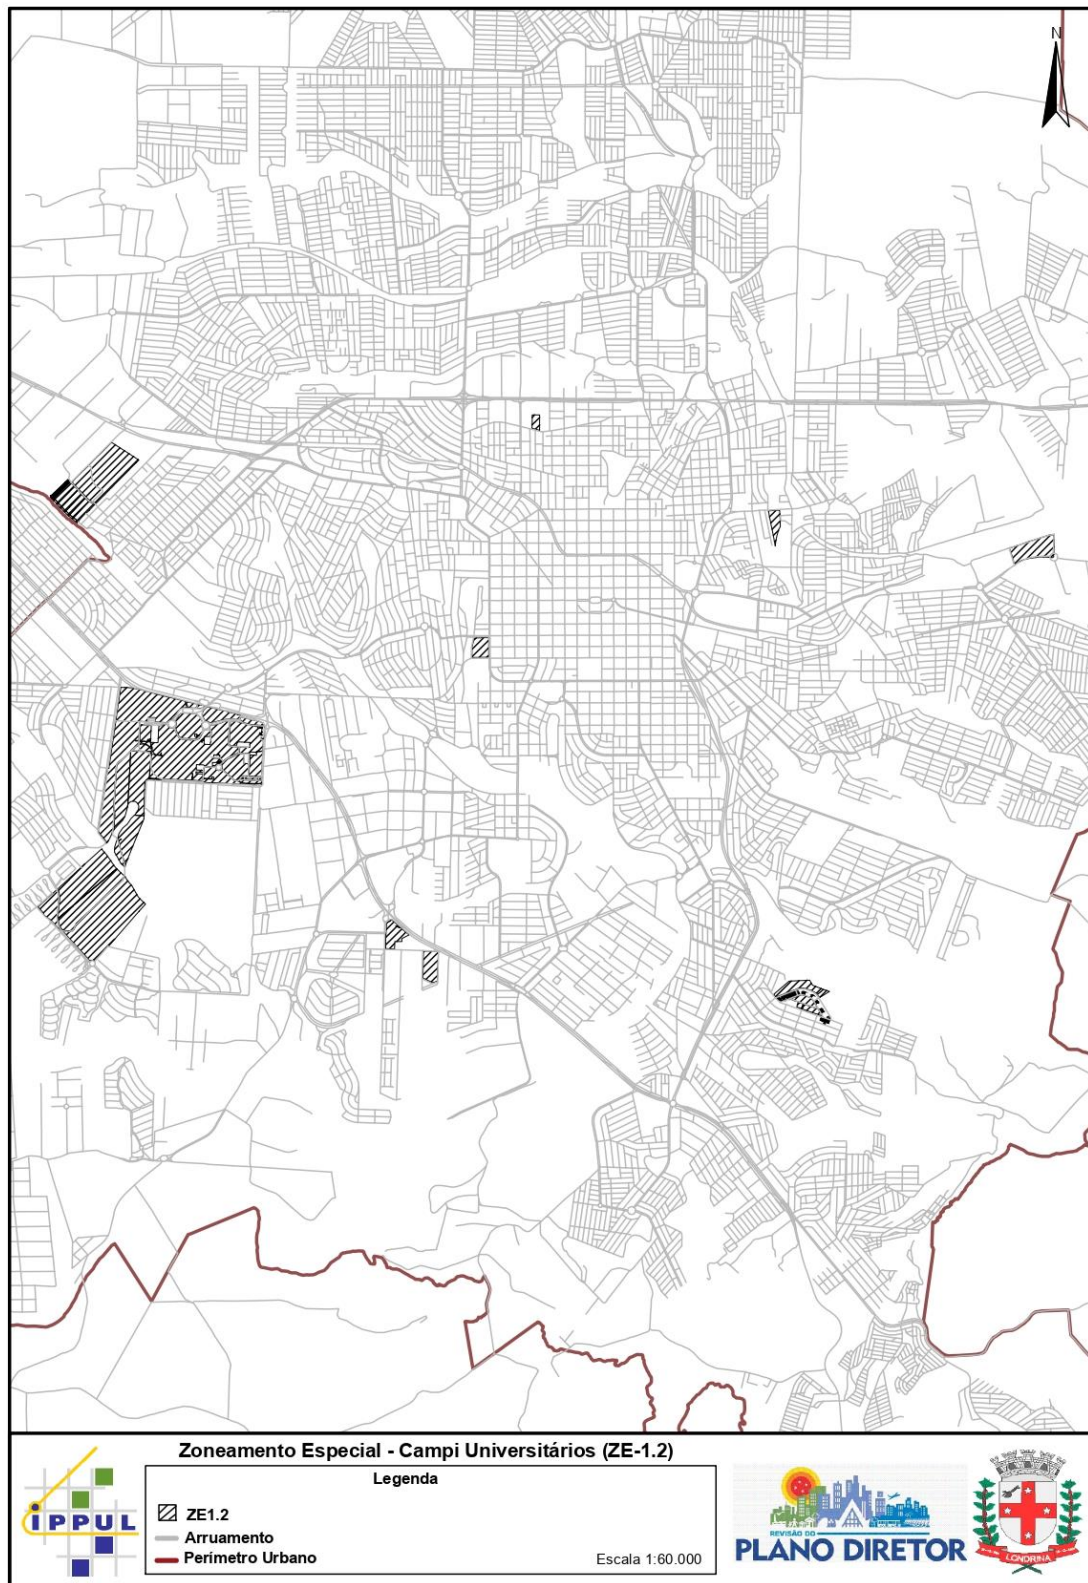 N
Zoneamento Especial - Campi Universitários (ZE-1.2)
Legenda
ZE1.2
Arruamento
Perímetro Urbano
Escala 1:60.000
IPPUL
REVISÃO DO
PLANO DIRETOR
LONDRINA